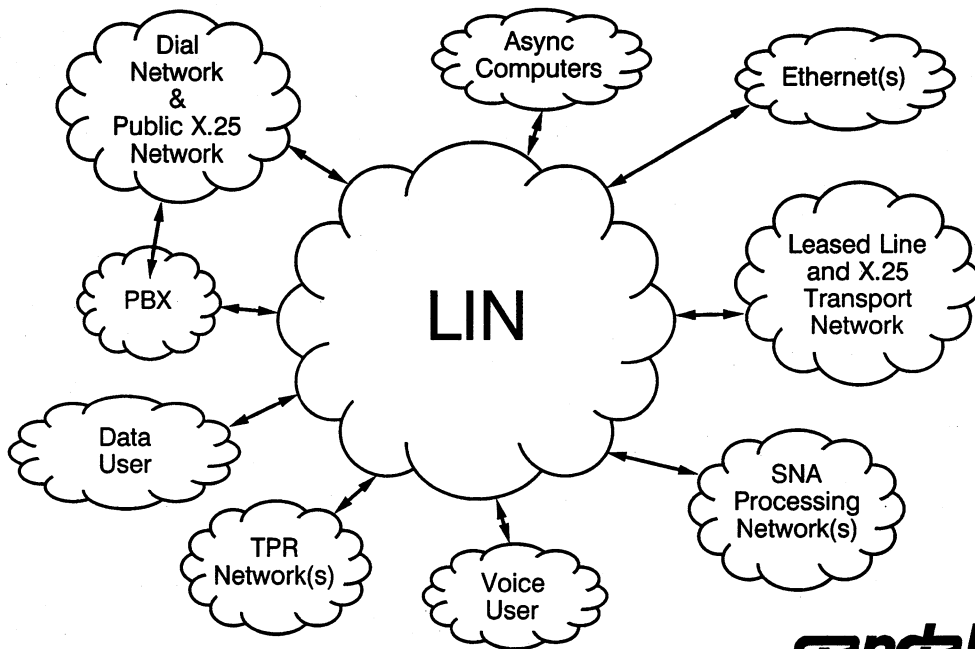 Dial
Network
&
Public X.25
Network
Async
Computers
Ethernet(s)
PBX
LIN
Leased Line
and X.25
Transport
Network
Data
User
TPR
Network(s)
Voice
User
SNA
Processing
Network(s)